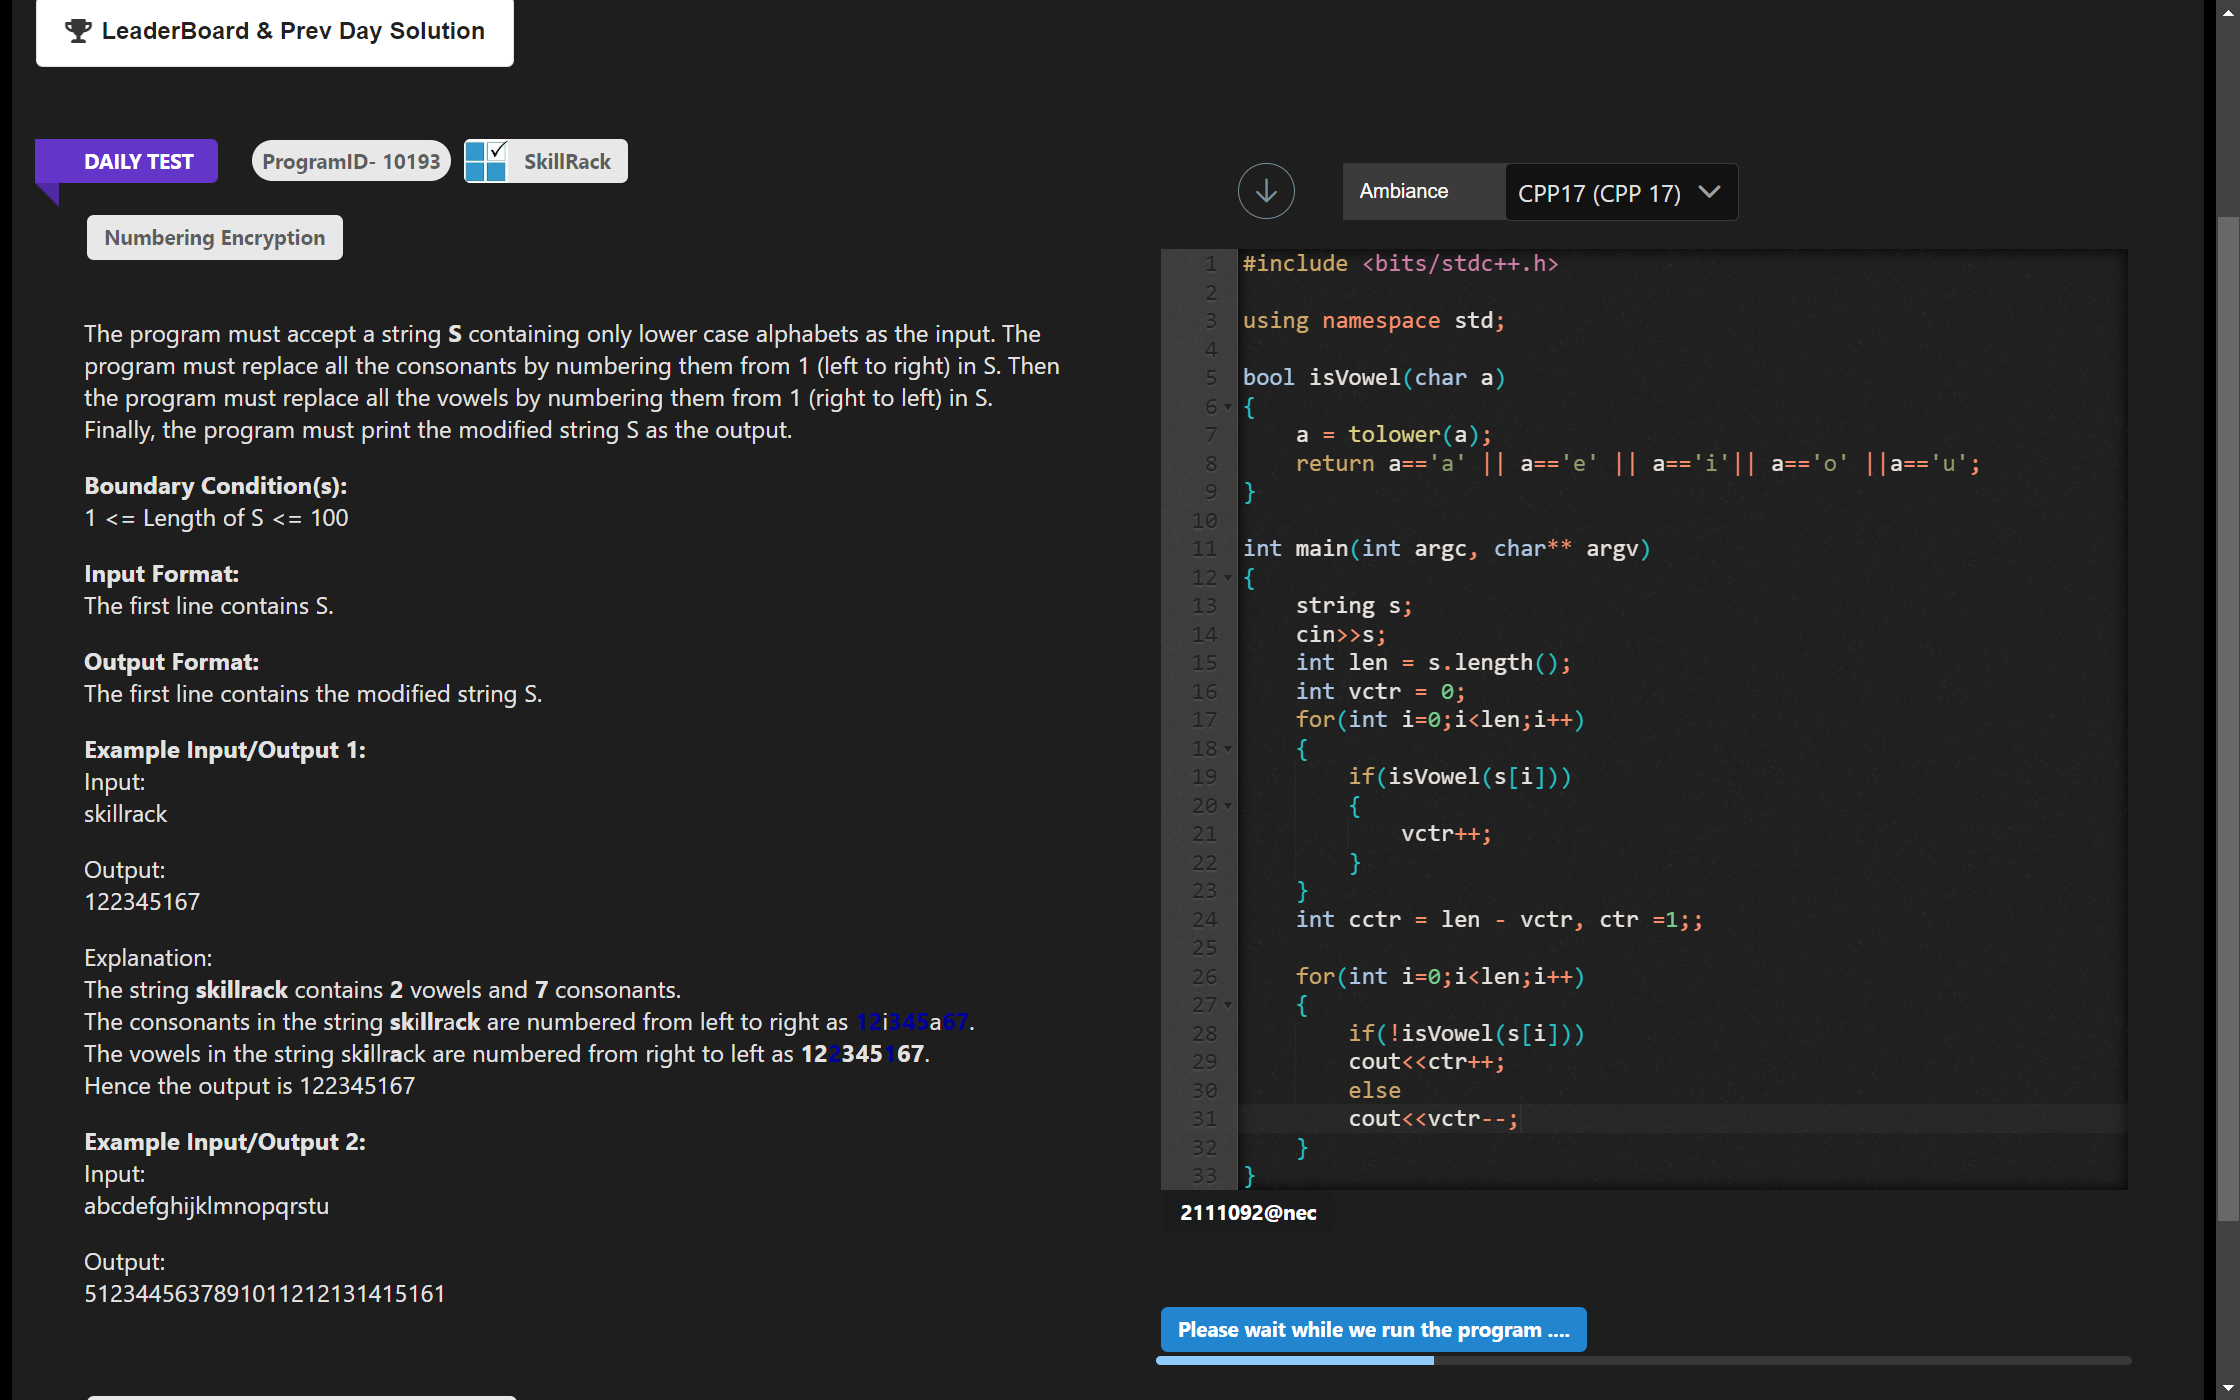 LeaderBoard & Prev Day Solution
DAILY TEST
ProgramID- 10193
SkillRack
Numbering Encryption
The program must accept a string S containing only lower case alphabets as the input. The
program must replace all the consonants by numbering them from 1 (left to right) in S. Then
the program must replace all the vowels by numbering them from 1 (right to left) in S.
Finally, the program must print the modified string S as the output.
Boundary Condition(s):
1 <= Length of S <= 100
Input Format:
The first line contains S.
Output Format:
The first line contains the modified string S.
Example Input/Output 1:
Input:
skillrack
Output:
122345167
Explanation:
The string skillrack contains 2 vowels and 7 consonants.
The consonants in the string skillrack are numbered from left to right as 12i345a67.
The vowels in the string skillrack are numbered from right to left as 122345167.
Hence the output is 122345167
Example Input/Output 2:
Input:
abcdefghijklmnopqrstu
Output:
512344563789101112121314151​61
Ambiance
CPP17 (CPP 17)
1 #include <bits/stdc++.h>
2
3 using namespace std;
4
5 bool isVowel(char a)
6 {
7 a = tolower(a);
8 return a=='a' || a=='e' || a=='i'|| a=='o' ||a=='u';
9 }
10
11 int main(int argc, char** argv)
12 {
13 string s;
14 cin>>s;
15 int len = s.length();
16 int vctr = 0;
17 for(int i=0;i<len;i++)
18 {
19 if(isVowel(s[i]))
20 {
21 vctr++;
22 }
23 }
24 int cctr = len - vctr, ctr =1;;
25
26 for(int i=0;i<len;i++)
27 {
28 if(!isVowel(s[i]))
29 cout<<ctr++;
30 else
31 cout<<vctr--;
32 }
33 }
2111092@nec
Please wait while we run the program ....